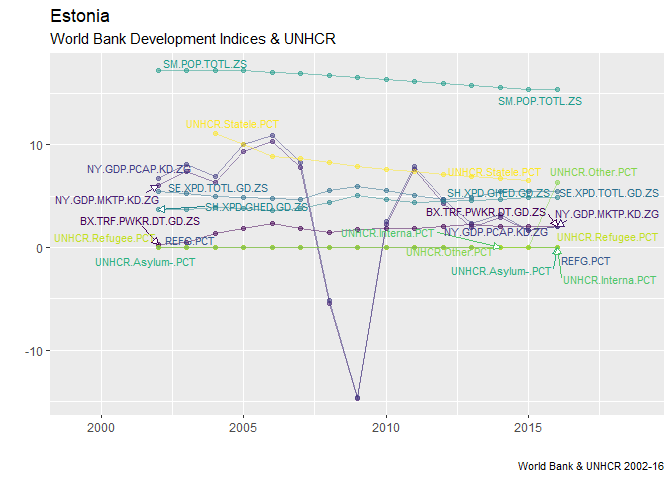 Estonia
World Bank Development Indices & UNHCR
SM.POP.TOTL.ZS
SM.POP.TOTL.ZS
UNHCR.Statele.PCT
10
NY.GDP.PCAP.KD.ZG
UNHCR.Statele.PCT
UNHCR.Other.PCT
SE.XPD.TOTL.GD.ZS
SH.XPD.GHED.GD.ZS
SE.XPD.TOTL.GD.ZS
NY.GDP.MKTP.KD.ZG
SH.XPD.GHED.GD.ZS
BX.TRF.PWKR.DT.GD.ZS
NY.GDP.MKTP.KD.ZG
BX.TRF.PWKR.DT.GD.ZS
UNHCR.Refugee.PCT
REFG.PCT
UNHCR.Interna.PCT
NY.GDP.PCAP.KD.ZG
UNHCR.Refugee.PCT
0
UNHCR.Other.PCT
UNHCR.Asylum-.PCT
REFG.PCT
UNHCR.Asylum-.PCT
UNHCR.Interna.PCT
-10
2000
2005
2010
2015
World Bank & UNHCR 2002-16